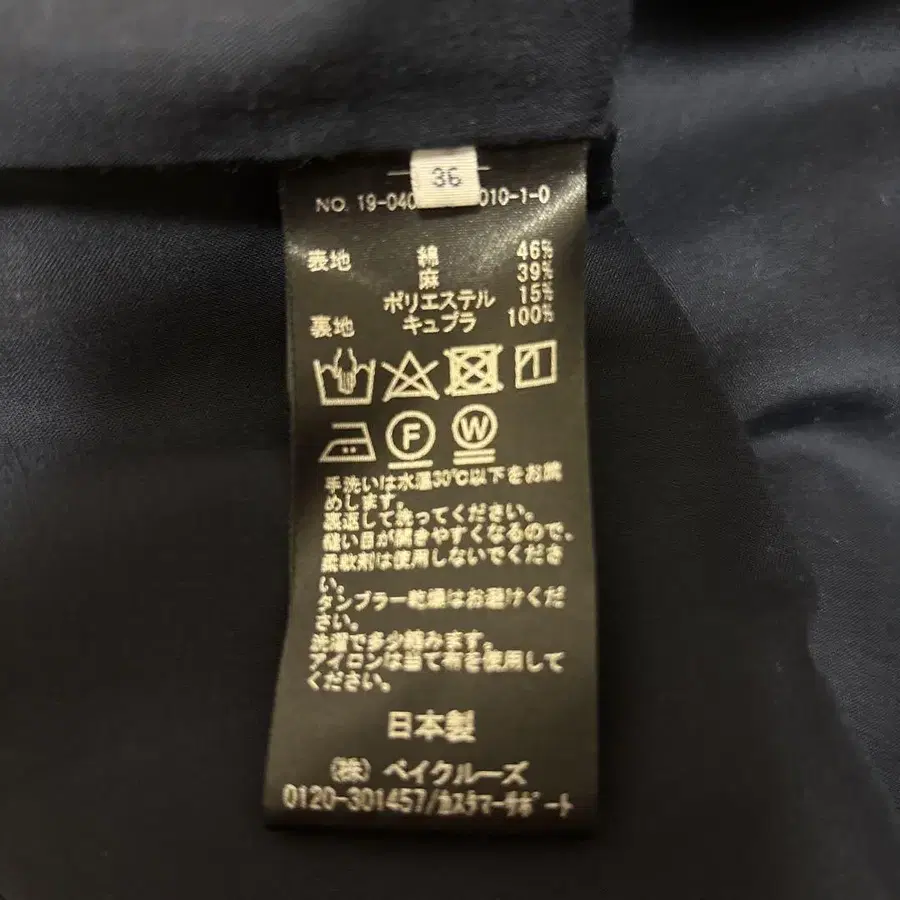 36
NO. 19-040 010-1-0
表地 綿 46%
麻 39%
ポリエステル 15%
裏地 キュプラ 100%
F W
手洗いは水温30℃以下をお勧
めします。
裏返して洗ってください。
縫い目が開きやすくなるので、
柔軟剤は使用しないでくださ
い。
タンブラー乾燥はお避けくだ
さい。
洗濯で多少縮みます。
アイロンは当て布を使用して
ください。
日本製
(株) ベイクルーズ
0120-301457/カスタマーサポート